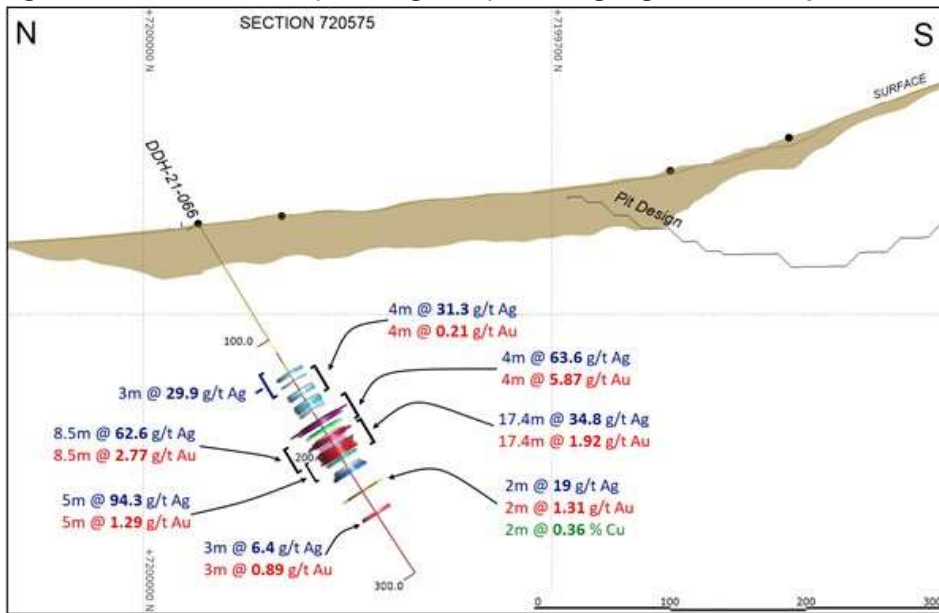 N
SECTION 720575
S
+7200000 N
+7199700 N
SURFACE
DDH-21-066
Pit Design
4m @ 31.3 g/t Ag
4m @ 0.21 g/t Au
100.0
4m @ 63.6 g/t Ag
4m @ 5.87 g/t Au
3m @ 29.9 g/t Ag
17.4m @ 34.8 g/t Ag
17.4m @ 1.92 g/t Au
8.5m @ 62.6 g/t Ag
8.5m @ 2.77 g/t Au
200
5m @ 94.3 g/t Ag
5m @ 1.29 g/t Au
2m @ 19 g/t Ag
2m @ 1.31 g/t Au
2m @ 0.36 % Cu
3m @ 6.4 g/t Ag
3m @ 0.89 g/t Au
300.0
+7200000 N
0 100 200 300